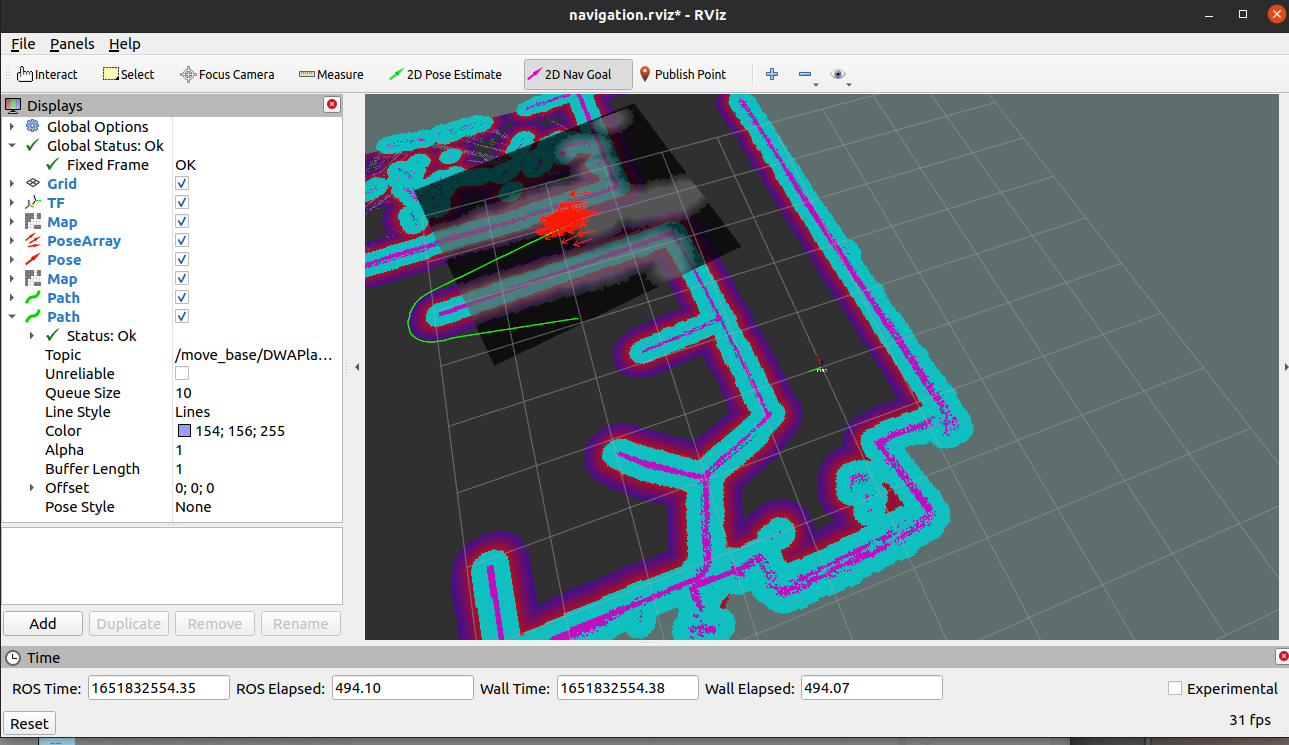 navigation.rviz* - RViz
File Panels Help
Interact Select Focus Camera Measure 2D Pose Estimate 2D Nav Goal Publish Point
Displays
Global Options
Global Status: Ok
Fixed Frame OK
Grid
TF
Map
PoseArray
Pose
Map
Path
Path
Status: Ok
Topic /move_base/DWAPla...
Unreliable
Queue Size 10
Line Style Lines
Color 154; 156; 255
Alpha 1
Buffer Length 1
Offset 0; 0; 0
Pose Style None
Add Duplicate Remove Rename
Time
ROS Time: 1651832554.35 ROS Elapsed: 494.10 Wall Time: 1651832554.38 Wall Elapsed: 494.07 Experimental
Reset 31 fps